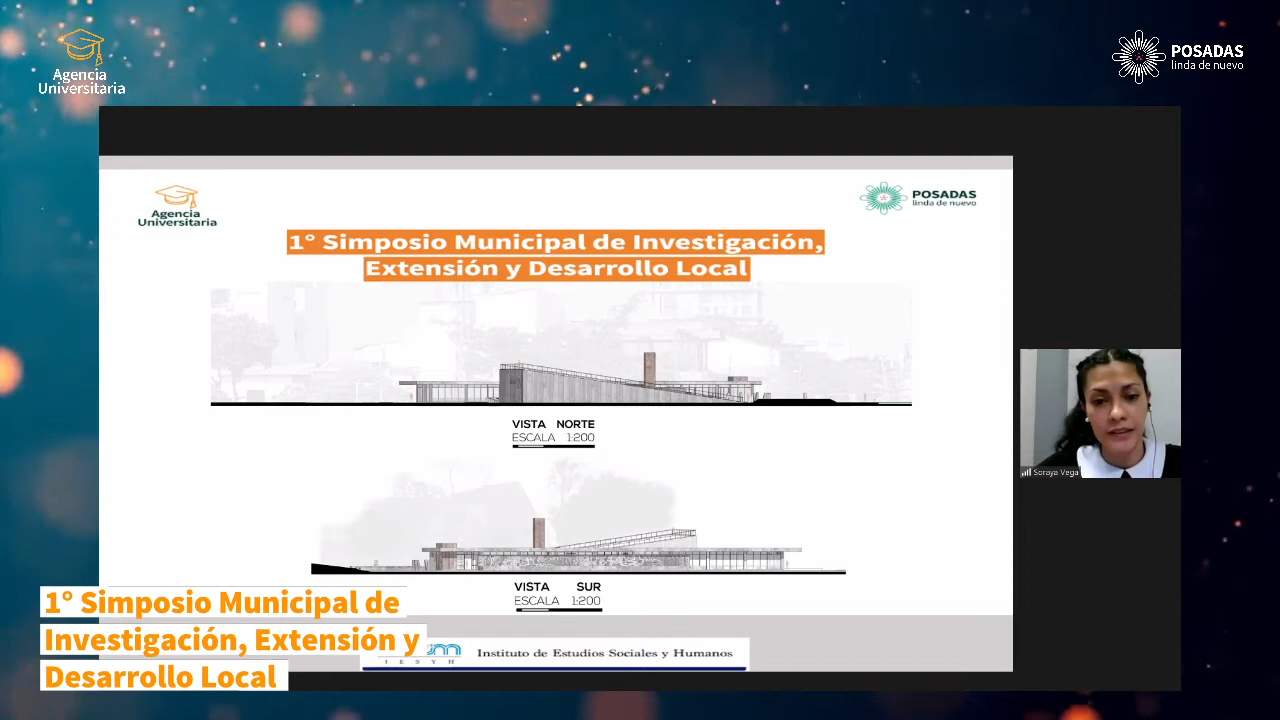 Agencia
Universitaria
POSADAS
linda de nuevo
Agencia
Universitaria
POSADAS
linda de nuevo
1° Simposio Municipal de Investigación,
Extensión y Desarrollo Local
VISTA NORTE
ESCALA 1:200
VISTA SUR
ESCALA 1:200
Soraya Vega
1° Simposio Municipal de
Investigación, Extensión y
Desarrollo Local
IESYH
Instituto de Estudios Sociales y Humanos